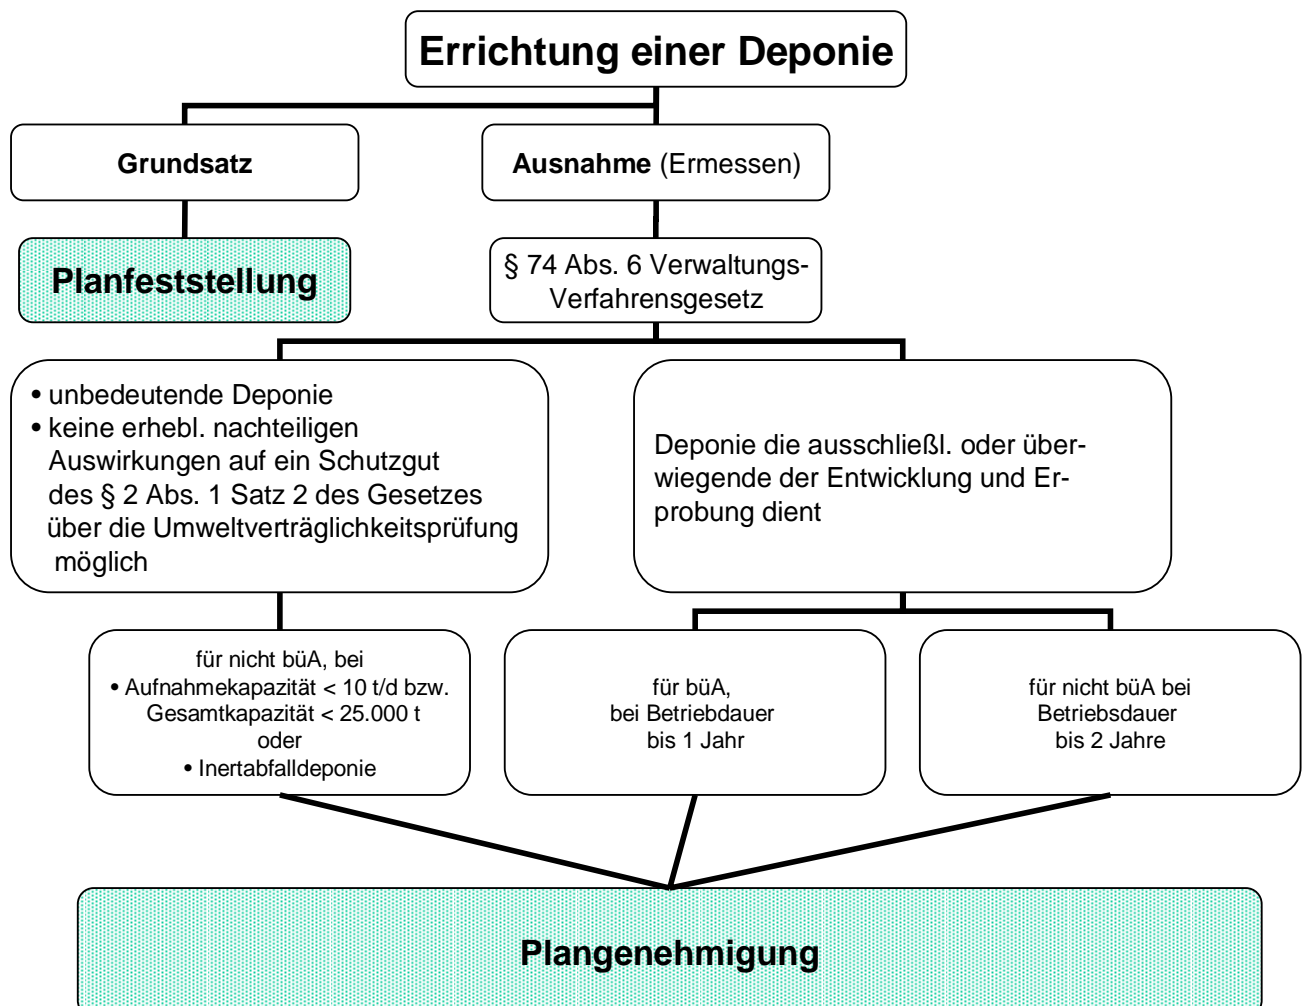 Errichtung einer Deponie
Grundsatz
Ausnahme (Ermessen)
Planfeststellung
§ 74 Abs. 6 Verwaltungs-
Verfahrensgesetz
• unbedeutende Deponie
• keine erhebl. nachteiligen
Auswirkungen auf ein Schutzgut
des § 2 Abs. 1 Satz 2 des Gesetzes
über die Umweltverträglichkeitsprüfung
möglich
Deponie die ausschließl. oder über-
wiegende der Entwicklung und Er-
probung dient
für nicht büA, bei
• Aufnahmekapazität < 10 t/d bzw.
Gesamtkapazität < 25.000 t
oder
• Inertabfalldeponie
für büA,
bei Betriebdauer
bis 1 Jahr
für nicht büA bei
Betriebsdauer
bis 2 Jahre
Plangenehmigung